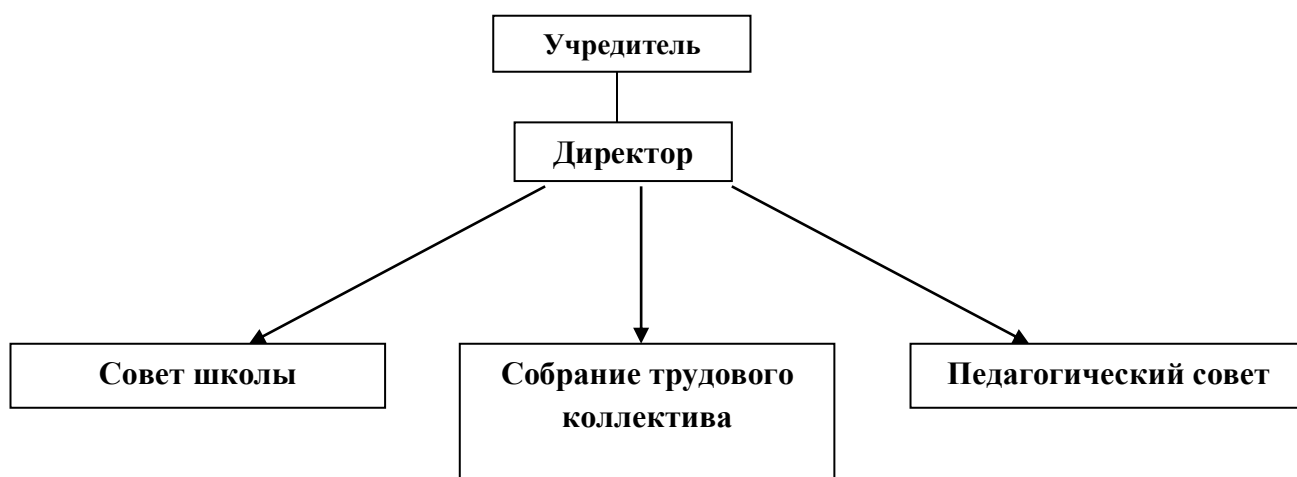 Учредитель
Директор
Совет школы
Собрание трудового
коллектива
Педагогический совет